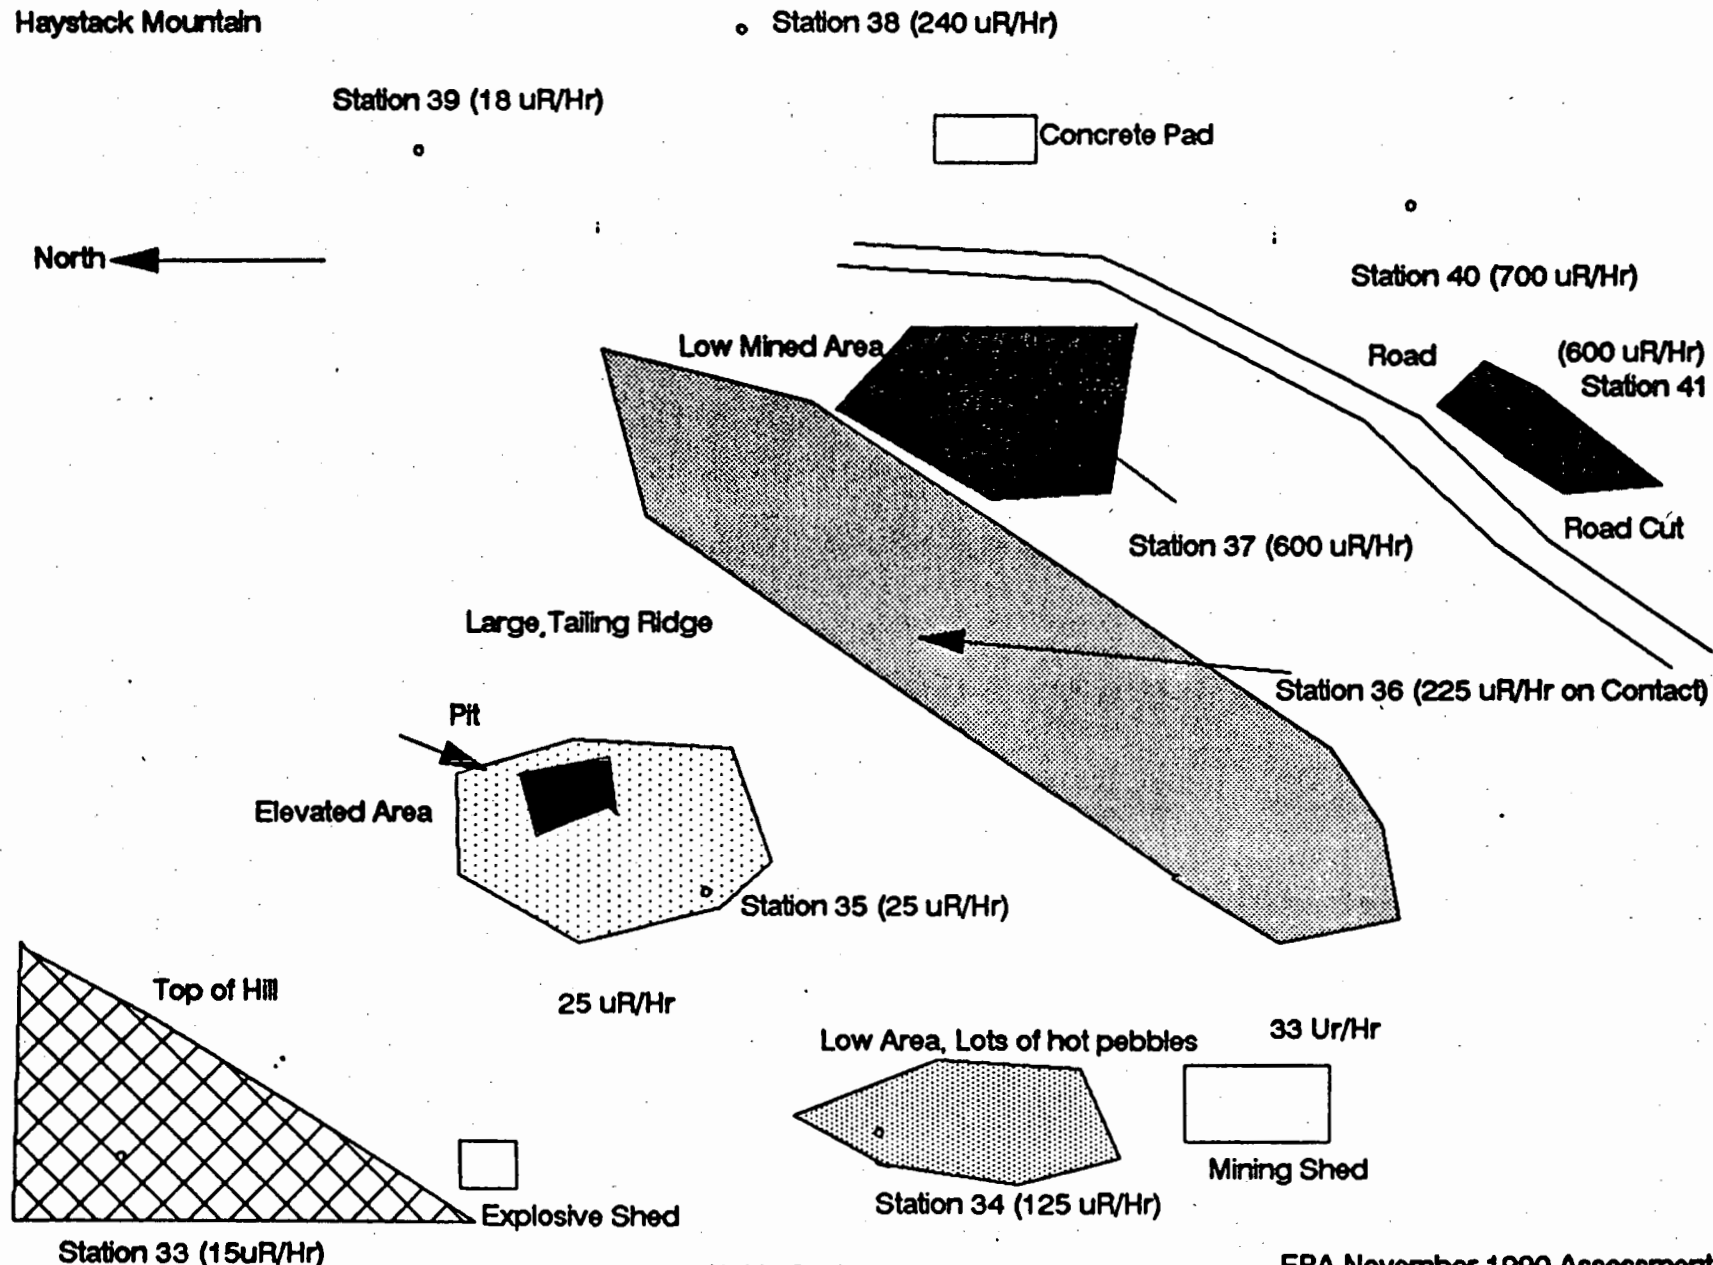 Haystack Mountain
Station 38 (240 uR/Hr)
Station 39 (18 uR/Hr)
Concrete Pad
North
Station 40 (700 uR/Hr)
Low Mined Area
Road
(600 uR/Hr)
Station 41
Road Cut
Station 37 (600 uR/Hr)
Large Tailing Ridge
Station 36 (225 uR/Hr on Contact)
Pit
Elevated Area
Station 35 (25 uR/Hr)
Top of Hill
25 uR/Hr
33 Ur/Hr
Low Area, Lots of hot pebbles
Mining Shed
Station 34 (125 uR/Hr)
Explosive Shed
Station 33 (15uR/Hr)
EPA November 1990 Assessment